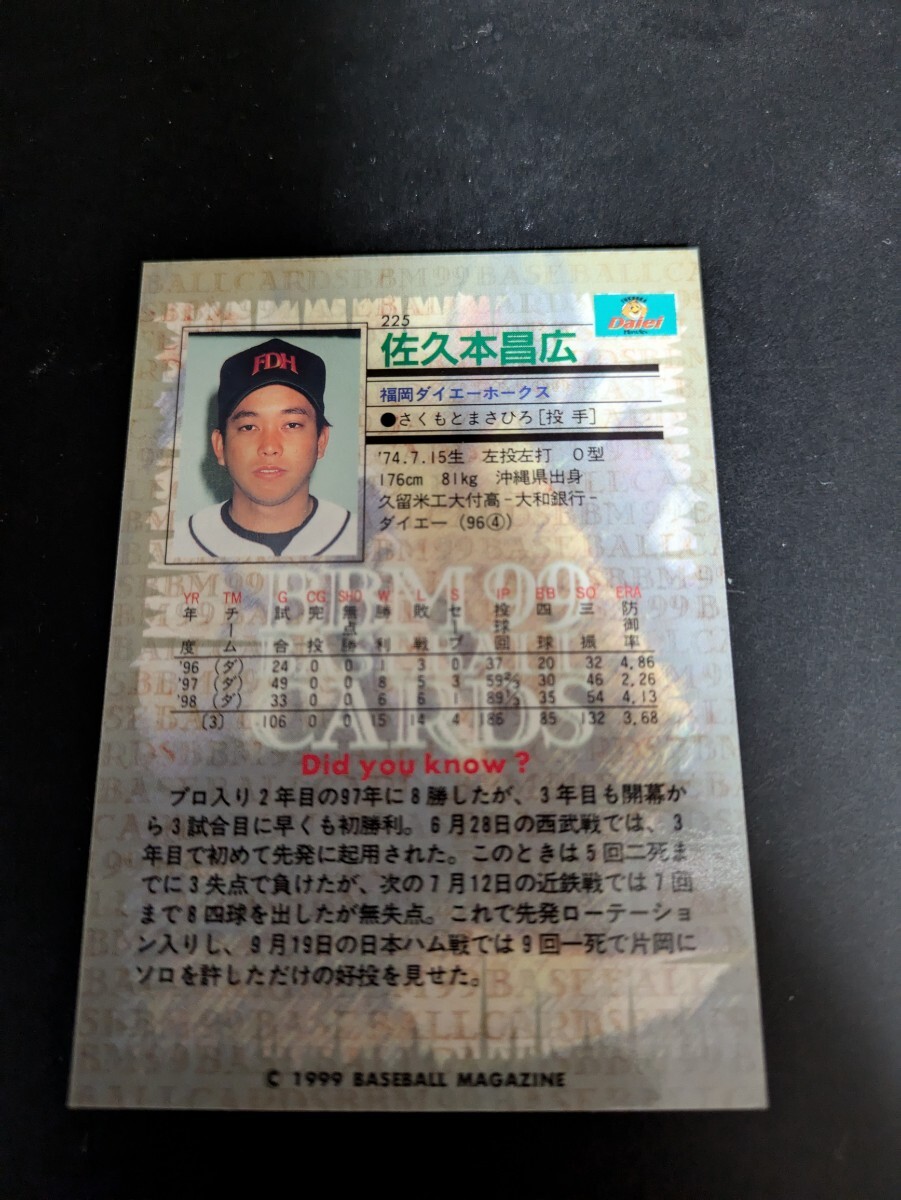 225
佐久本昌広
Daiei
福岡ダイエーホークス
●さくもとまさひろ[投手]
FDH
'74.7.15生 左投左打 O型
176cm 81kg 沖縄県出身
久留米工大付高-大和銀行-
ダイエー(96④)
BBM 99
BASEBALL
CARDS
YR TM G CG SHO W L S IP BB SO ERA
年度 チーム 試合 完投 無点勝 勝利 敗戦 セーブ 投球回 四球 三振 防御率
'96 (ダ) 24 0 0 1 3 0 37 20 32 4.86
'97 (ダ) 49 0 0 8 5 3 59⅔ 30 46 2.26
'98 (ダ) 33 0 0 6 6 1 89⅓ 35 54 4.13
(3) 106 0 0 15 14 4 186 85 132 3.68
Did you know ?
プロ入り2年目の97年に8勝したが、3年目も開幕か
ら3試合目に早くも初勝利。6月28日の西武戦では、3
年目で初めて先発に起用された。このときは5回二死ま
でに3失点で負けたが、次の7月12日の近鉄戦では7回
まで8四球を出したが無失点。これで先発ローテーショ
ン入りし、9月19日の日本ハム戦では9回一死で片岡に
ソロを許しただけの好投を見せた。
© 1999 BASEBALL MAGAZINE